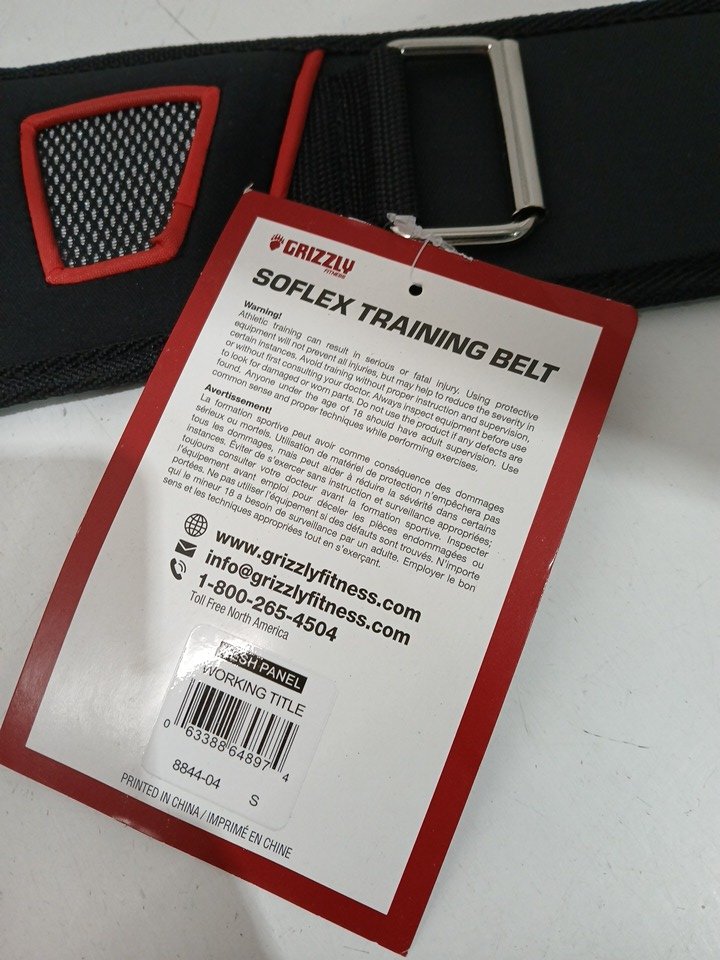 GRIZZLY
FITNESS
SOFLEX TRAINING BELT
Warning!
Athletic training can result in serious or fatal injury. Using protective
equipment will not prevent all injuries, but may help to reduce the severity in
certain instances. Avoid training without proper instruction and supervision,
or without first consulting your doctor. Always inspect equipment before use
to look for damaged or worn parts. Do not use the product if any defects are
found. Anyone under the age of 18 should have adult supervision. Use
common sense and proper techniques while performing exercises.
Avertissement!
La formation sportive peut avoir comme conséquence des dommages
sérieux ou mortels. Utilisation de matériel de protection n'empêchera pas
tous les dommages, mais peut aider à réduire la sévérité dans certains
instances. Éviter de s'exercer sans instruction et surveillance appropriées;
toujours consulter votre docteur avant la formation sportive. Inspecter
l'équipement avant emploi pour déceler les pièces endommagées ou
portées. Ne pas utiliser l'équipement si des défauts sont trouvés. N'importe
qui le mineur 18 a besoin de surveillance par un adulte. Employer le bon
sens et les techniques appropriées tout en s'exerçant.
www.grizzlyfitness.com
info@grizzlyfitness.com
1-800-265-4504
Toll Free North America
MESH PANEL
WORKING TITLE
0 63388 64897 4
8844-04 S
PRINTED IN CHINA / IMPRIMÉ EN CHINE